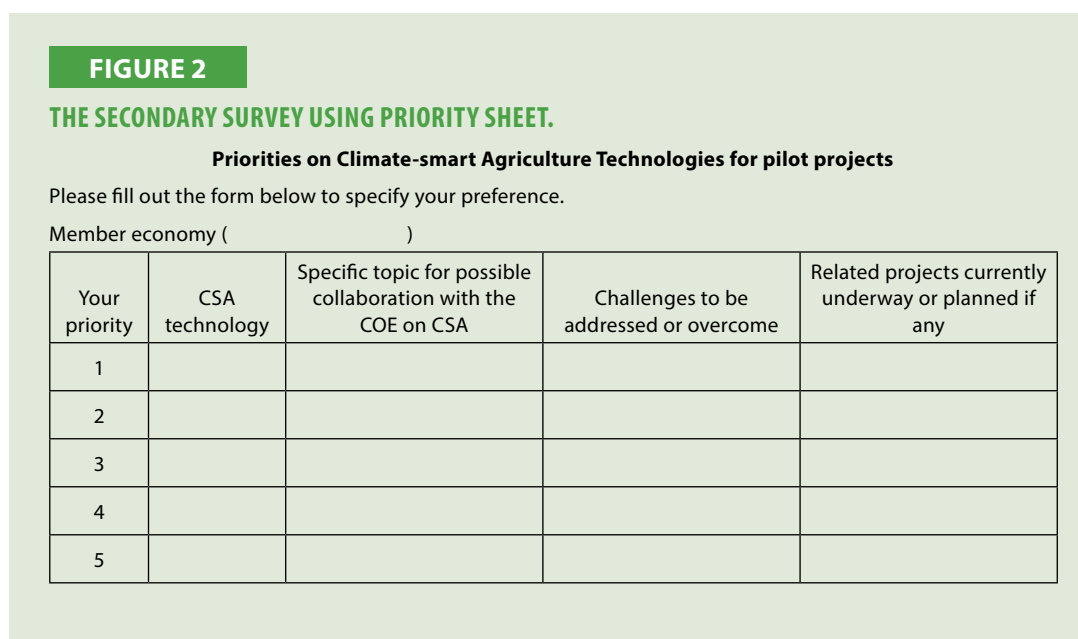 FIGURE 2
THE SECONDARY SURVEY USING PRIORITY SHEET.
Priorities on Climate-smart Agriculture Technologies for pilot projects
Please fill out the form below to specify your preference.
Member economy ( )
Your
priority
CSA
technology
Specific topic for possible
collaboration with the
COE on CSA
Challenges to be
addressed or overcome
Related projects currently
underway or planned if
any
1
2
3
4
5